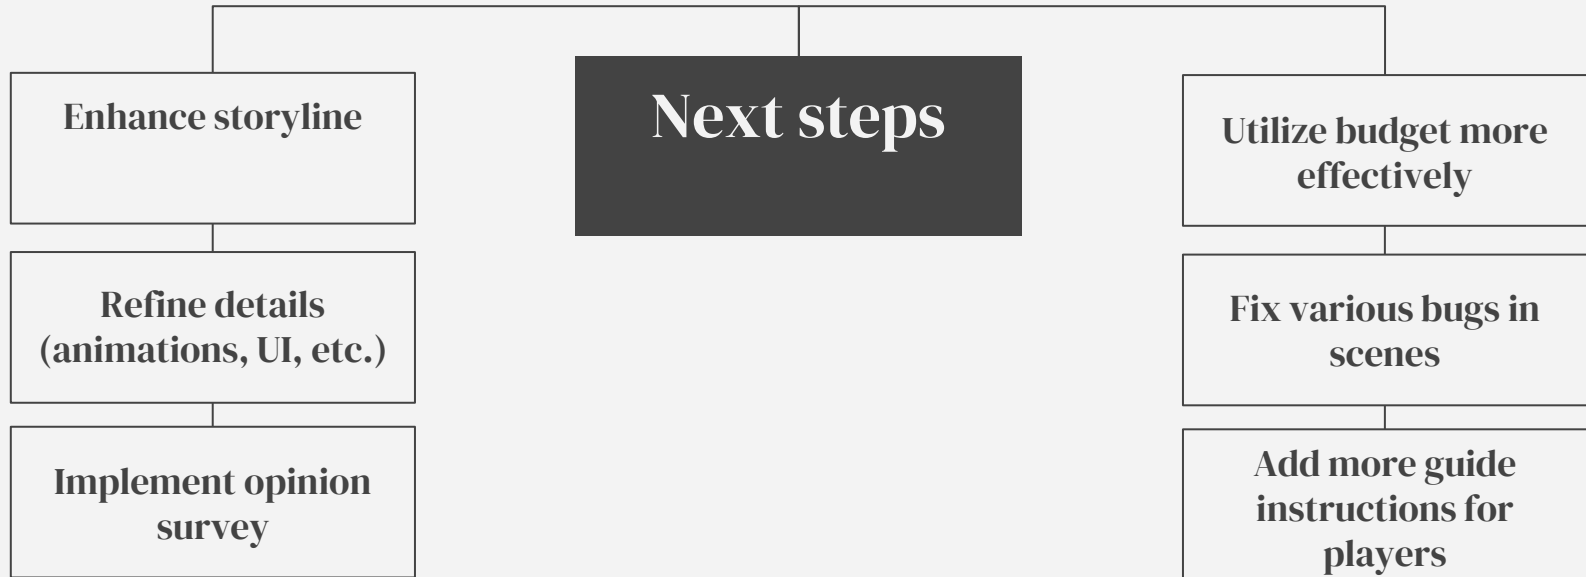 Next steps
Enhance storyline
Refine details
(animations, UI, etc.)
Implement opinion
survey
Utilize budget more
effectively
Fix various bugs in
scenes
Add more guide
instructions for
players